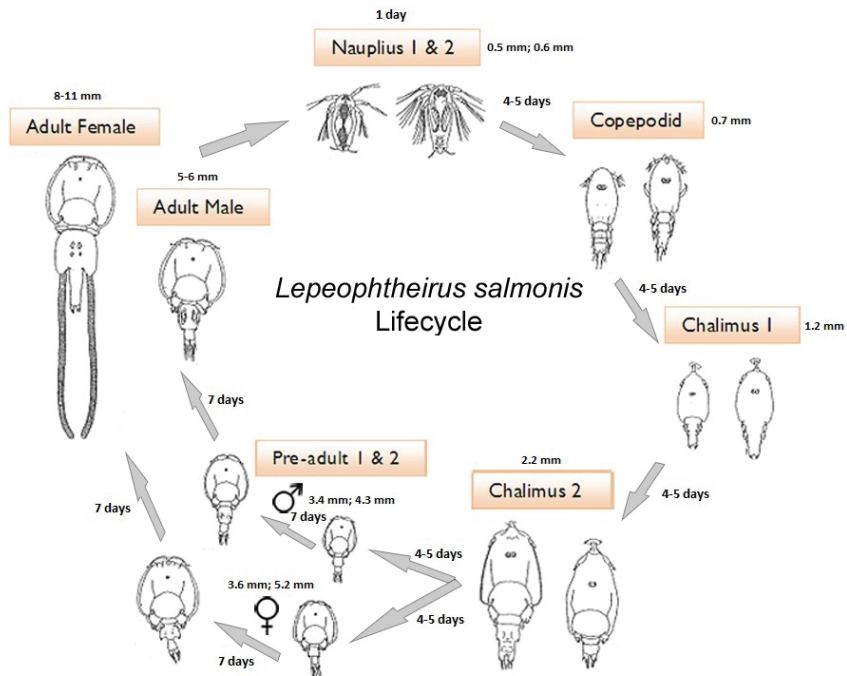 1 day
Nauplius 1 & 2
0.5 mm; 0.6 mm
4-5 days
Copepodid
0.7 mm
8-11 mm
Adult Female
5-6 mm
Adult Male
Lepeophtheirus salmonis
Lifecycle
4-5 days
Chalimus 1
1.2 mm
4-5 days
2.2 mm
Chalimus 2
7 days
Pre-adult 1 & 2
♂ 3.4 mm; 4.3 mm
7 days
4-5 days
7 days
3.6 mm; 5.2 mm
♀
4-5 days
7 days